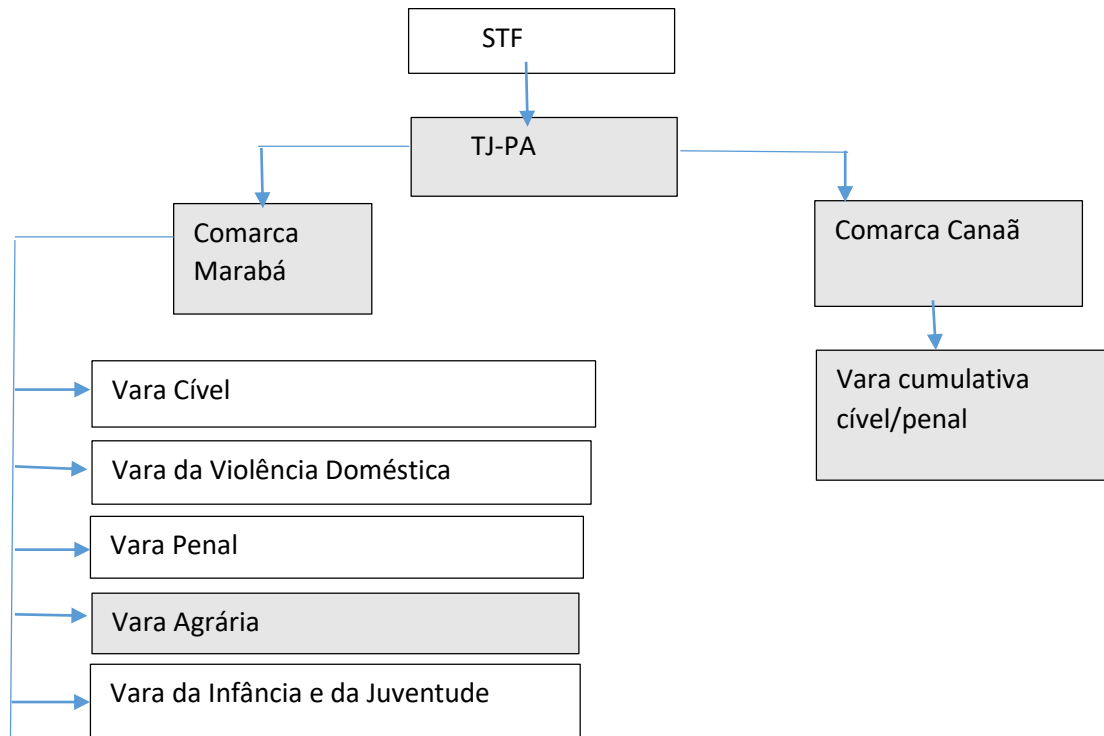 STF
TJ-PA
Comarca
Marabá
Comarca Canaã
Vara cumulativa
cível/penal
Vara Cível
Vara da Violência Doméstica
Vara Penal
Vara Agrária
Vara da Infância e da Juventude